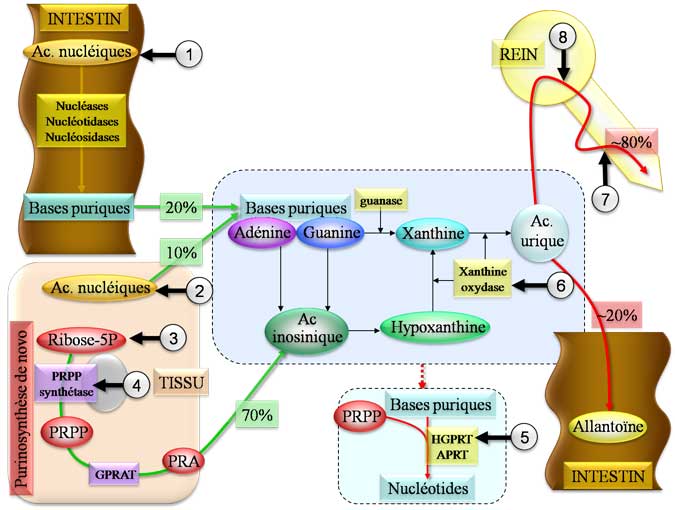 INTESTIN
Ac. nucléiques
1
Nucléases
Nucléotidases
Nucléosidases
Bases puriques
20%
10%
Bases puriques
guanase
Adénine
Guanine
Xanthine
Ac.
urique
Xanthine
oxydase
6
Ac
inosinique
Hypoxanthine
REIN
8
~80%
7
~20%
Ac. nucléiques
2
Purinosynthèse de novo
Ribose-5P
3
PRPP
synthétase
4
TISSU
PRPP
GPRAT
PRA
70%
Bases puriques
PRPP
HGPRT
APRT
5
Nucléotides
Allantoïne
INTESTIN